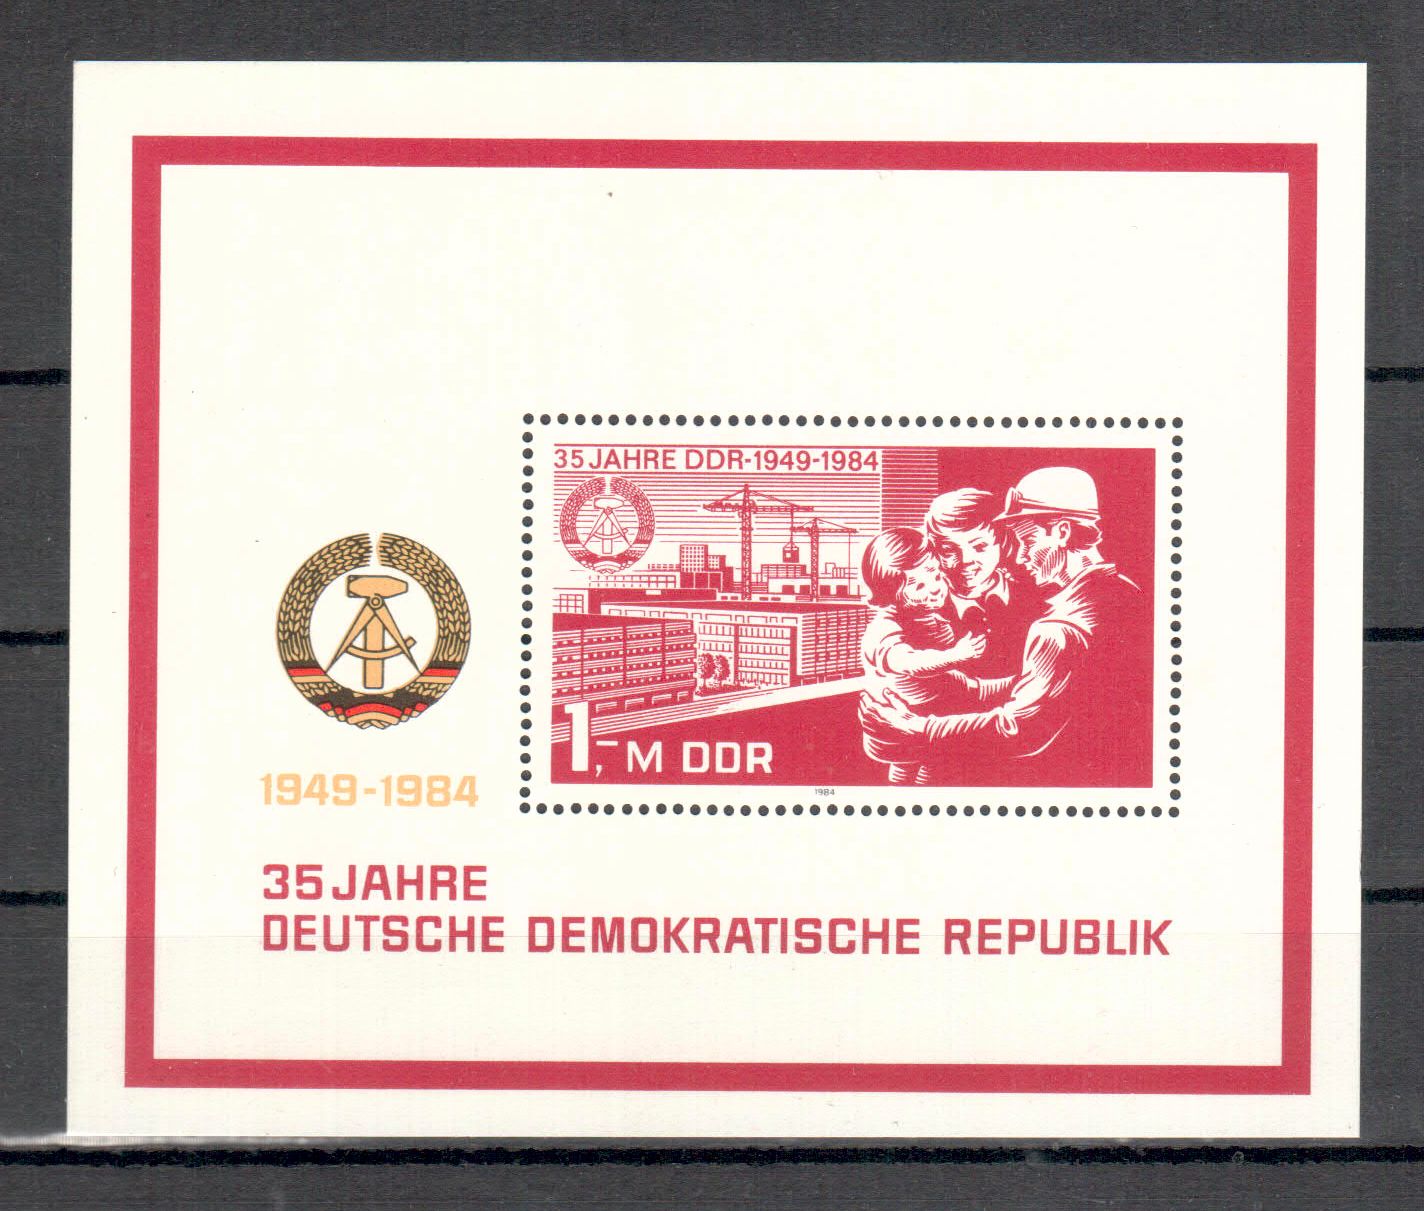 35 JAHRE DDR-1949-1984
1,- M DDR
1984
1949-1984
35 JAHRE
DEUTSCHE DEMOKRATISCHE REPUBLIK